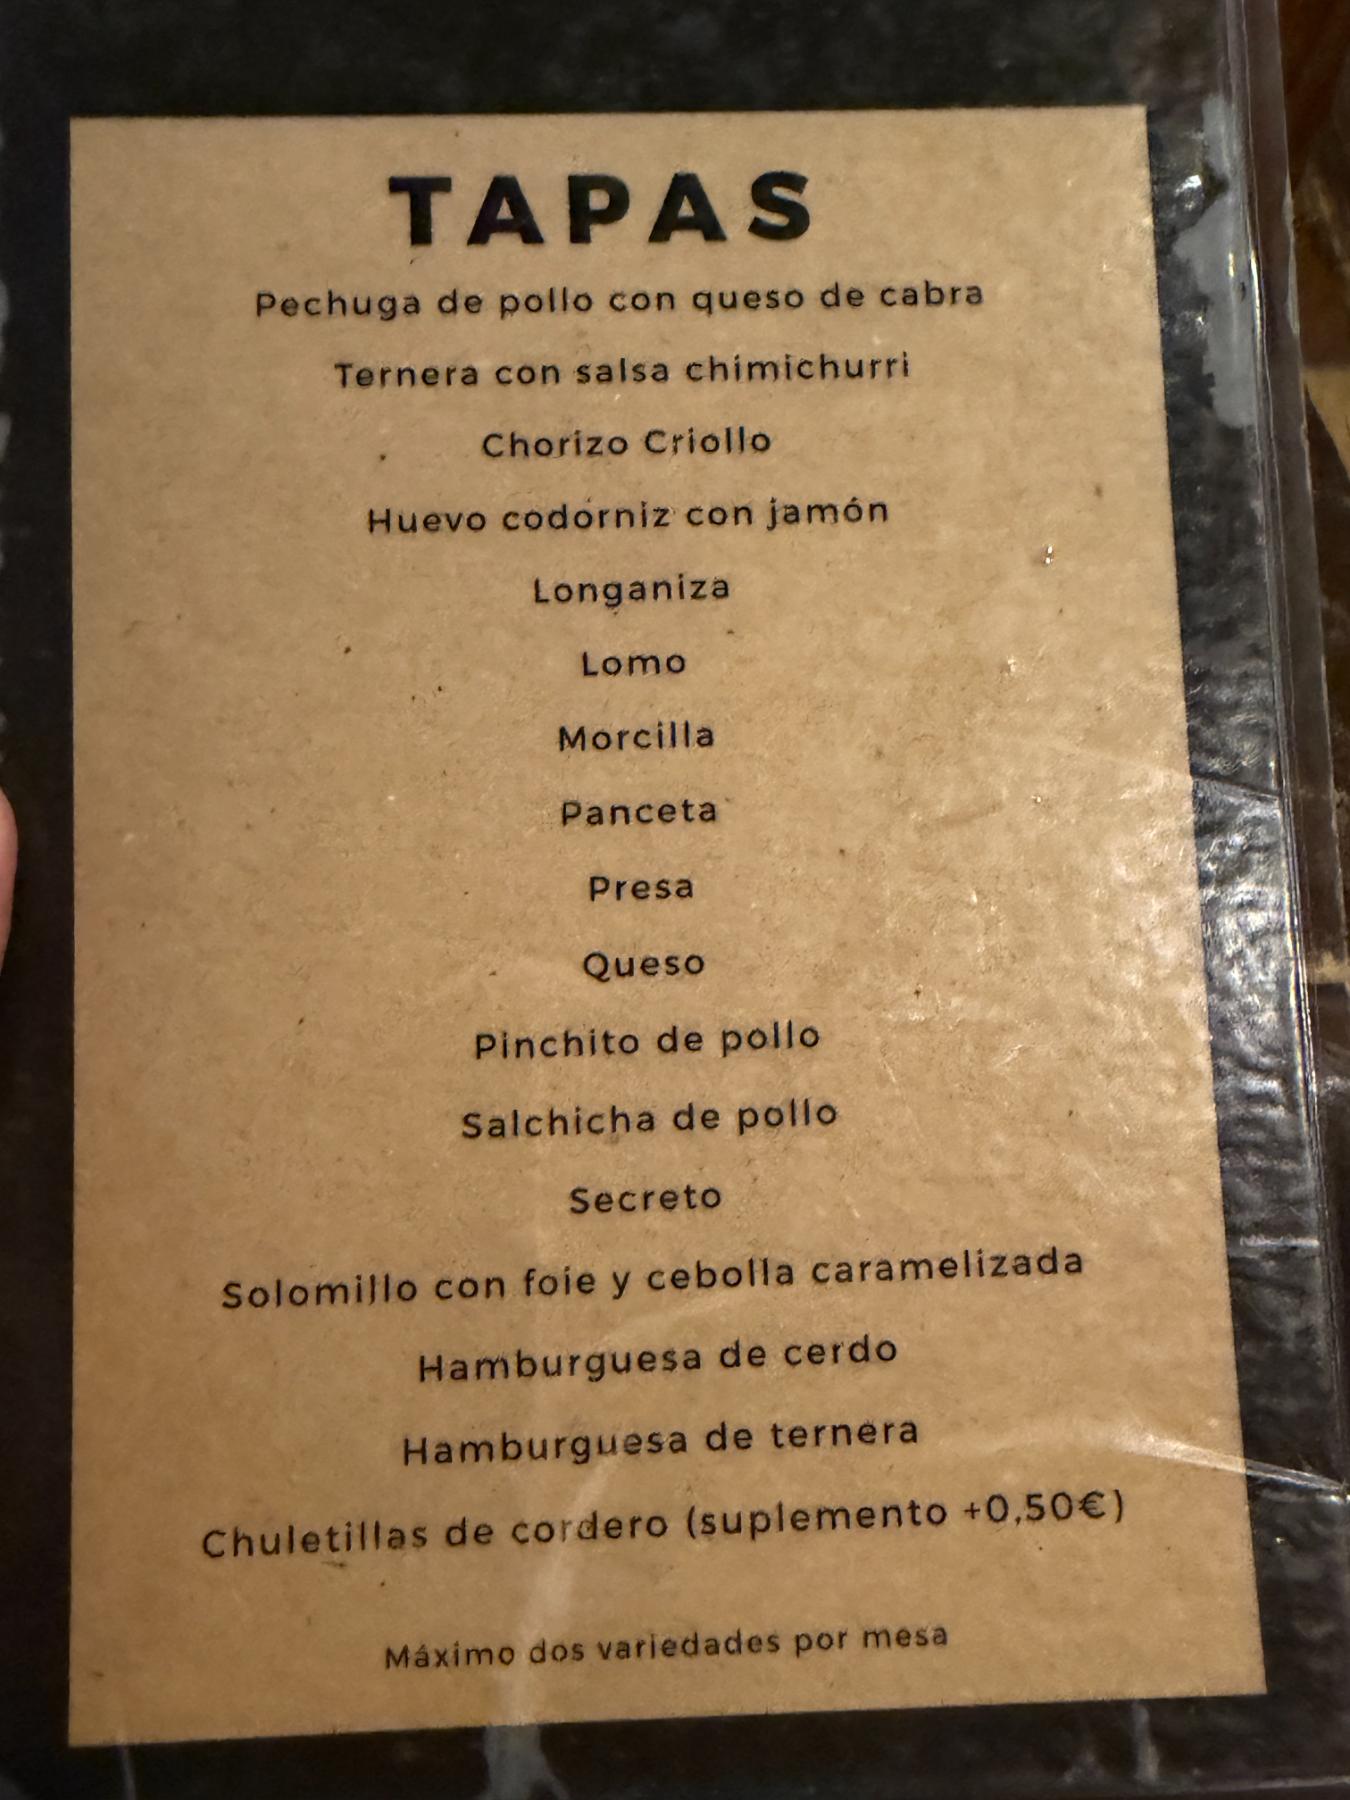 TAPAS
Pechuga de pollo con queso de cabra
Ternera con salsa chimichurri
Chorizo Criollo
Huevo codorniz con jamón
Longaniza
Lomo
Morcilla
Panceta
Presa
Queso
Pinchito de pollo
Salchicha de pollo
Secreto
Solomillo con foie y cebolla caramelizada
Hamburguesa de cerdo
Hamburguesa de ternera
Chuletillas de cordero (suplemento +0,50€)
Máximo dos variedades por mesa